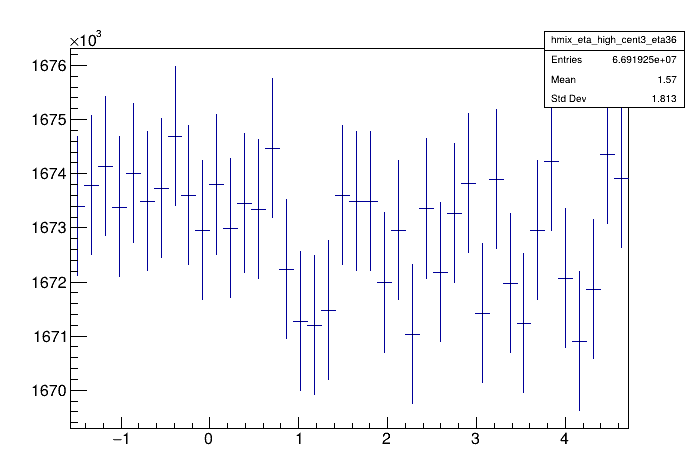 ×10³
hmix_eta_high_cent3_eta36
Entries 6.691925e+07
Mean 1.57
Std Dev 1.813
1676
1675
1674
1673
1672
1671
1670
−1 0 1 2 3 4